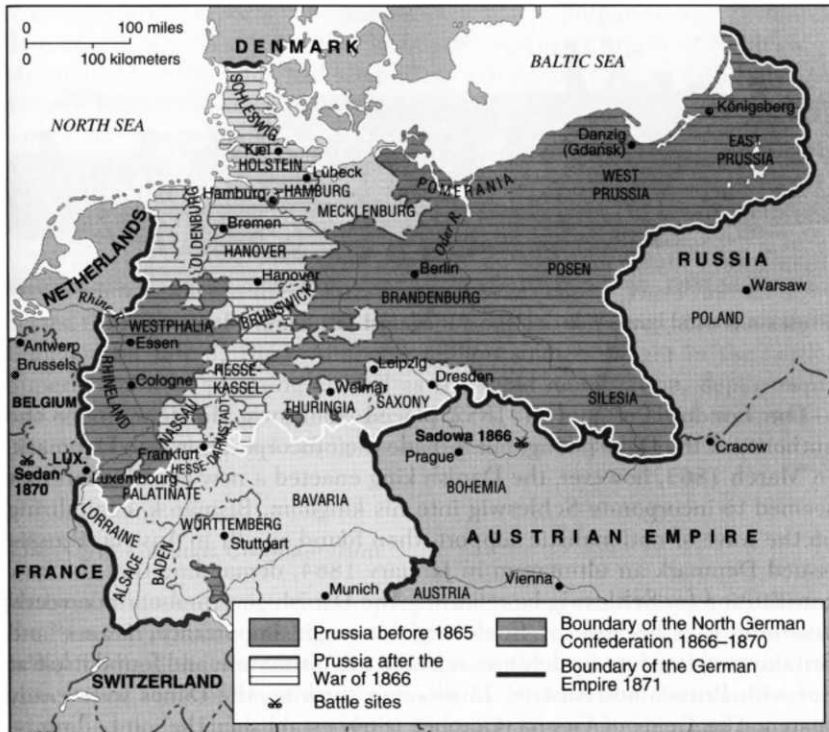 0 100 miles
0 100 kilometers
DENMARK
BALTIC SEA
NORTH SEA
SCHLESWIG
Königsberg
Kiel
HOLSTEIN
Danzig
(Gdańsk)
EAST
PRUSSIA
Lübeck
Hamburg
HAMBURG
POMERANIA
WEST
PRUSSIA
MECKLENBURG
OLDENBURG
Bremen
HANOVER
Oder R.
NETHERLANDS
Hanover
Berlin
POSEN
RUSSIA
Warsaw
BRANDENBURG
Rhine R.
BRUNSWICK
POLAND
WESTPHALIA
Antwerp
Essen
Brussels
RHINELAND
Cologne
HESSE-
KASSEL
Leipzig
Weimar
Dresden
BELGIUM
THURINGIA
SAXONY
SILESIA
NASSAU
Frankfurt
HESSE-DARMSTADT
Sadowa 1866
Prague
Cracow
LUX.
Sedan
1870
Luxembourg
PALATINATE
BOHEMIA
BAVARIA
LORRAINE
WÜRTTEMBERG
Stuttgart
AUSTRIAN EMPIRE
FRANCE
ALSACE
BADEN
Munich
AUSTRIA
Vienna
SWITZERLAND
Prussia before 1865
Prussia after the
War of 1866
Battle sites
Boundary of the North German
Confederation 1866–1870
Boundary of the German
Empire 1871